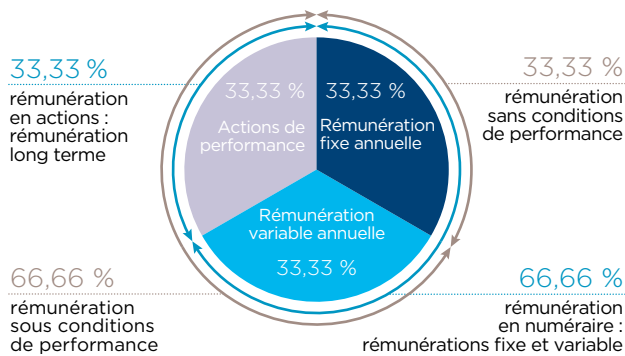 33,33 %
rémunération
en actions :
rémunération
long terme
33,33 %
Actions de
performance
33,33 %
Rémunération
fixe annuelle
33,33 %
rémunération
sans conditions
de performance
Rémunération
variable annuelle
33,33 %
66,66 %
rémunération
sous conditions
de performance
66,66 %
rémunération
en numéraire :
rémunérations fixe et variable